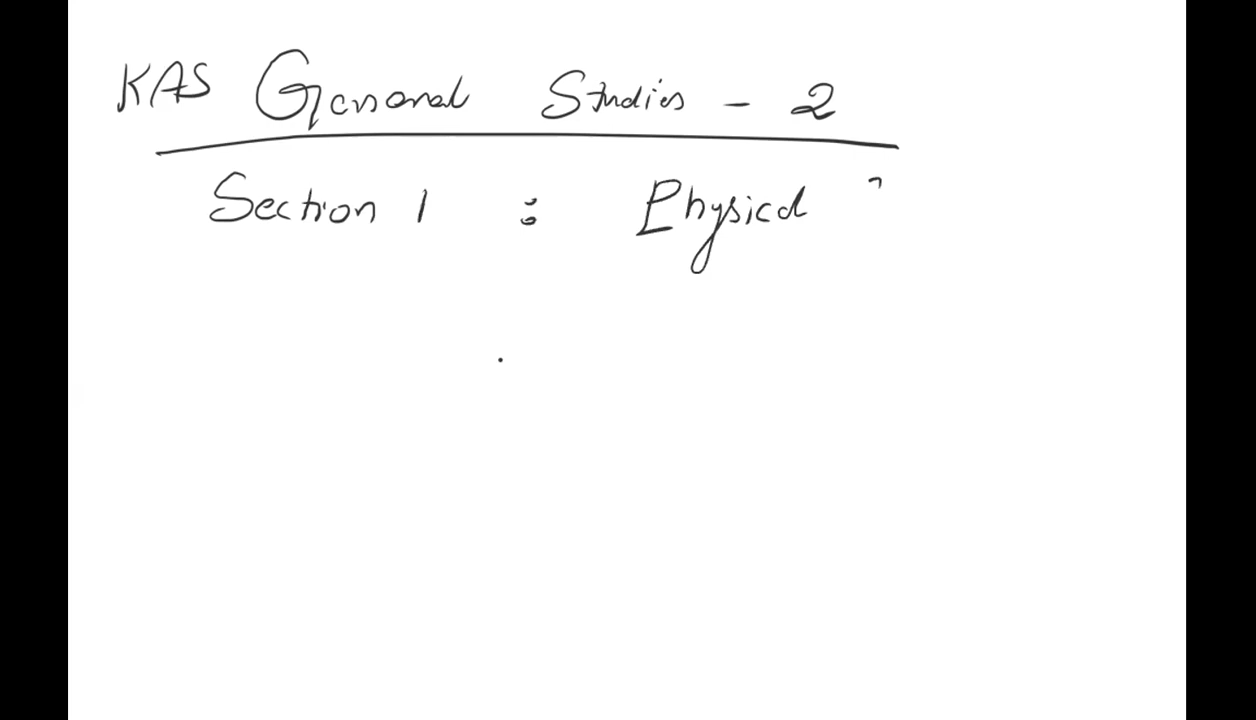 KAS General Studies - 2
Section 1 : Physical